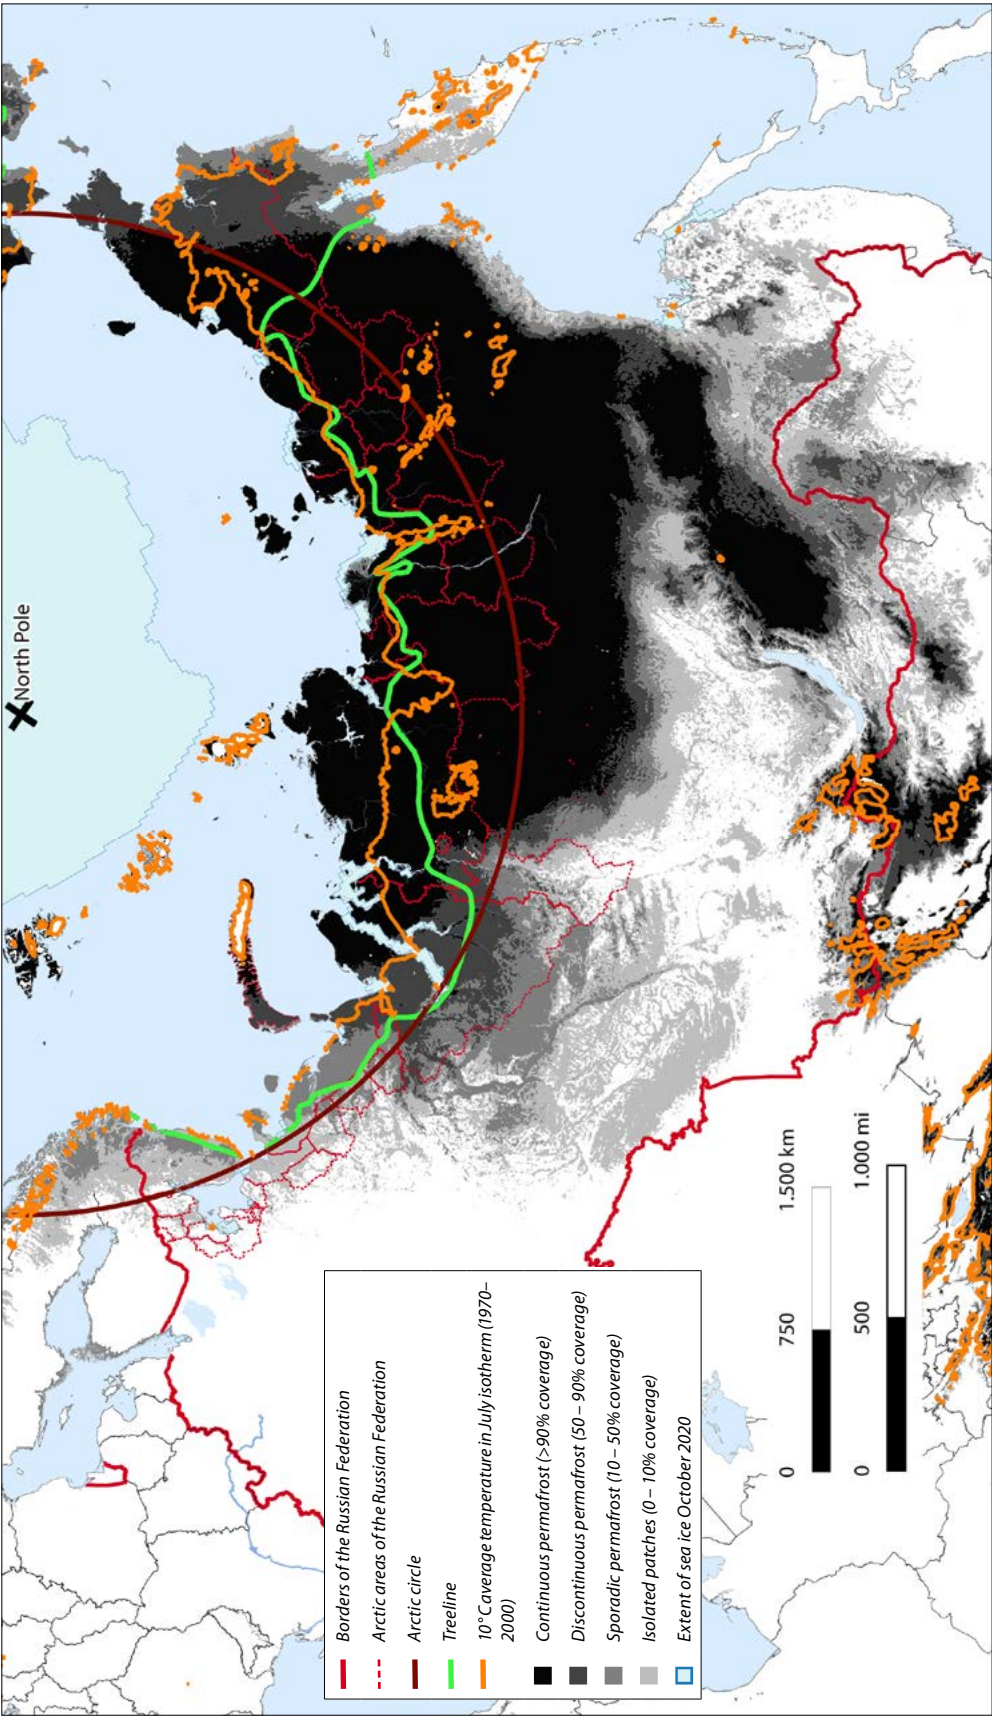 North Pole
Borders of the Russian Federation
Arctic areas of the Russian Federation
Arctic circle
Treeline
10°C average temperature in July isotherm (1970–
2000)
Continuous permafrost (>90% coverage)
Discontinuous permafrost (50 – 90% coverage)
Sporadic permafrost (10 – 50% coverage)
Isolated patches (0 – 10% coverage)
Extent of sea ice October 2020
0 750 1.500 km
0 500 1.000 mi